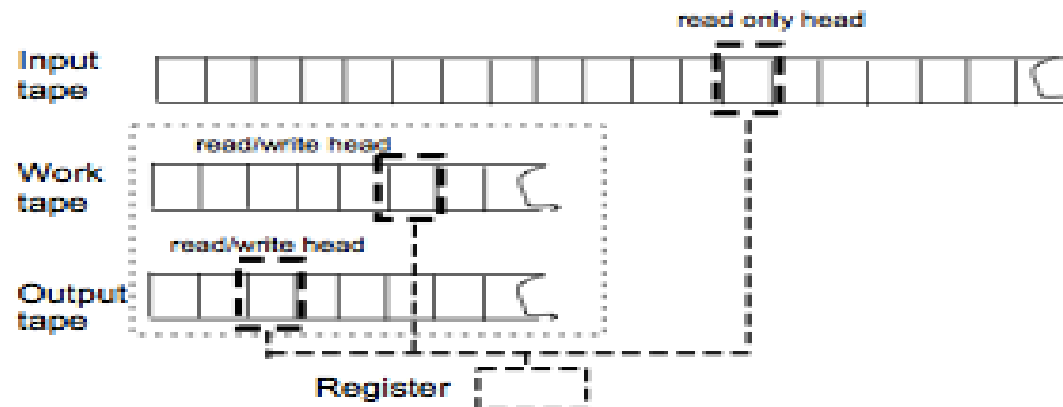 read only head
Input
tape
read/write head
Work
tape
read/write head
Output
tape
Register